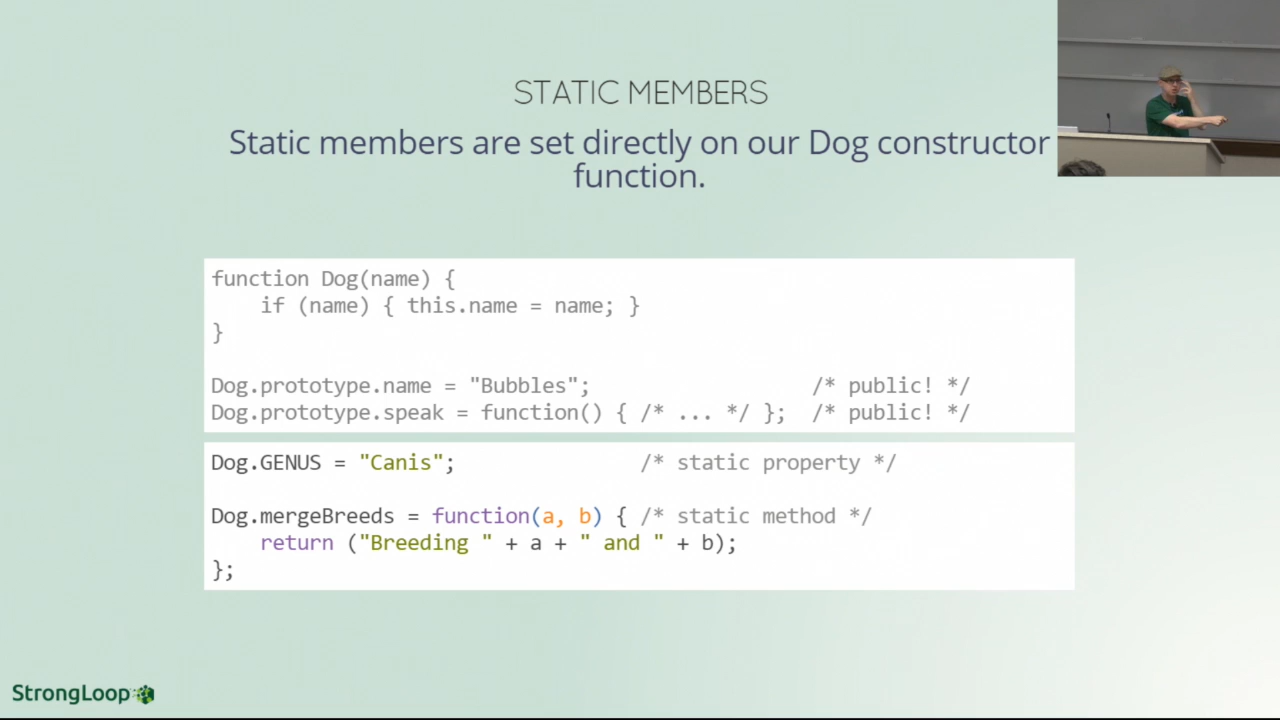 STATIC MEMBERS
Static members are set directly on our Dog constructor
function.
function Dog(name) {
    if (name) { this.name = name; }
}
Dog.prototype.name = "Bubbles";                  /* public! */
Dog.prototype.speak = function() { /* ... */ };  /* public! */
Dog.GENUS = "Canis";               /* static property */
Dog.mergeBreeds = function(a, b) { /* static method */
    return ("Breeding " + a + " and " + b);
};
StrongLoop